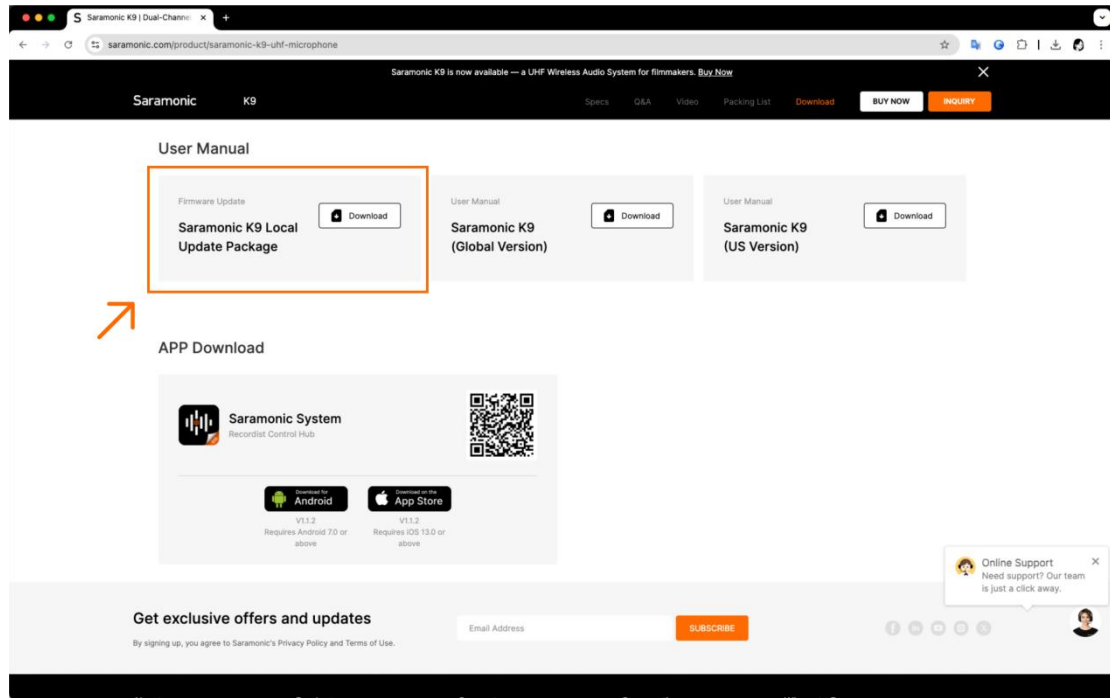 Saramonic K9 | Dual-Channe
saramonic.com/product/saramonic-k9-uhf-microphone
Saramonic K9 is now available — a UHF Wireless Audio System for filmmakers. Buy Now
Saramonic K9 Specs Q&A Video Packing List Download BUY NOW INQUIRY
User Manual
Firmware Update
Saramonic K9 Local
Update Package
Download
User Manual
Saramonic K9
(Global Version)
Download
User Manual
Saramonic K9
(US Version)
Download
APP Download
Saramonic System
Recordist Control Hub
Download for
Android
V1.1.2
Requires Android 7.0 or
above
Download on the
App Store
V1.1.2
Requires iOS 13.0 or
above
Online Support
Need support? Our team
is just a click away.
Get exclusive offers and updates
By signing up, you agree to Saramonic's Privacy Policy and Terms of Use.
Email Address
SUBSCRIBE